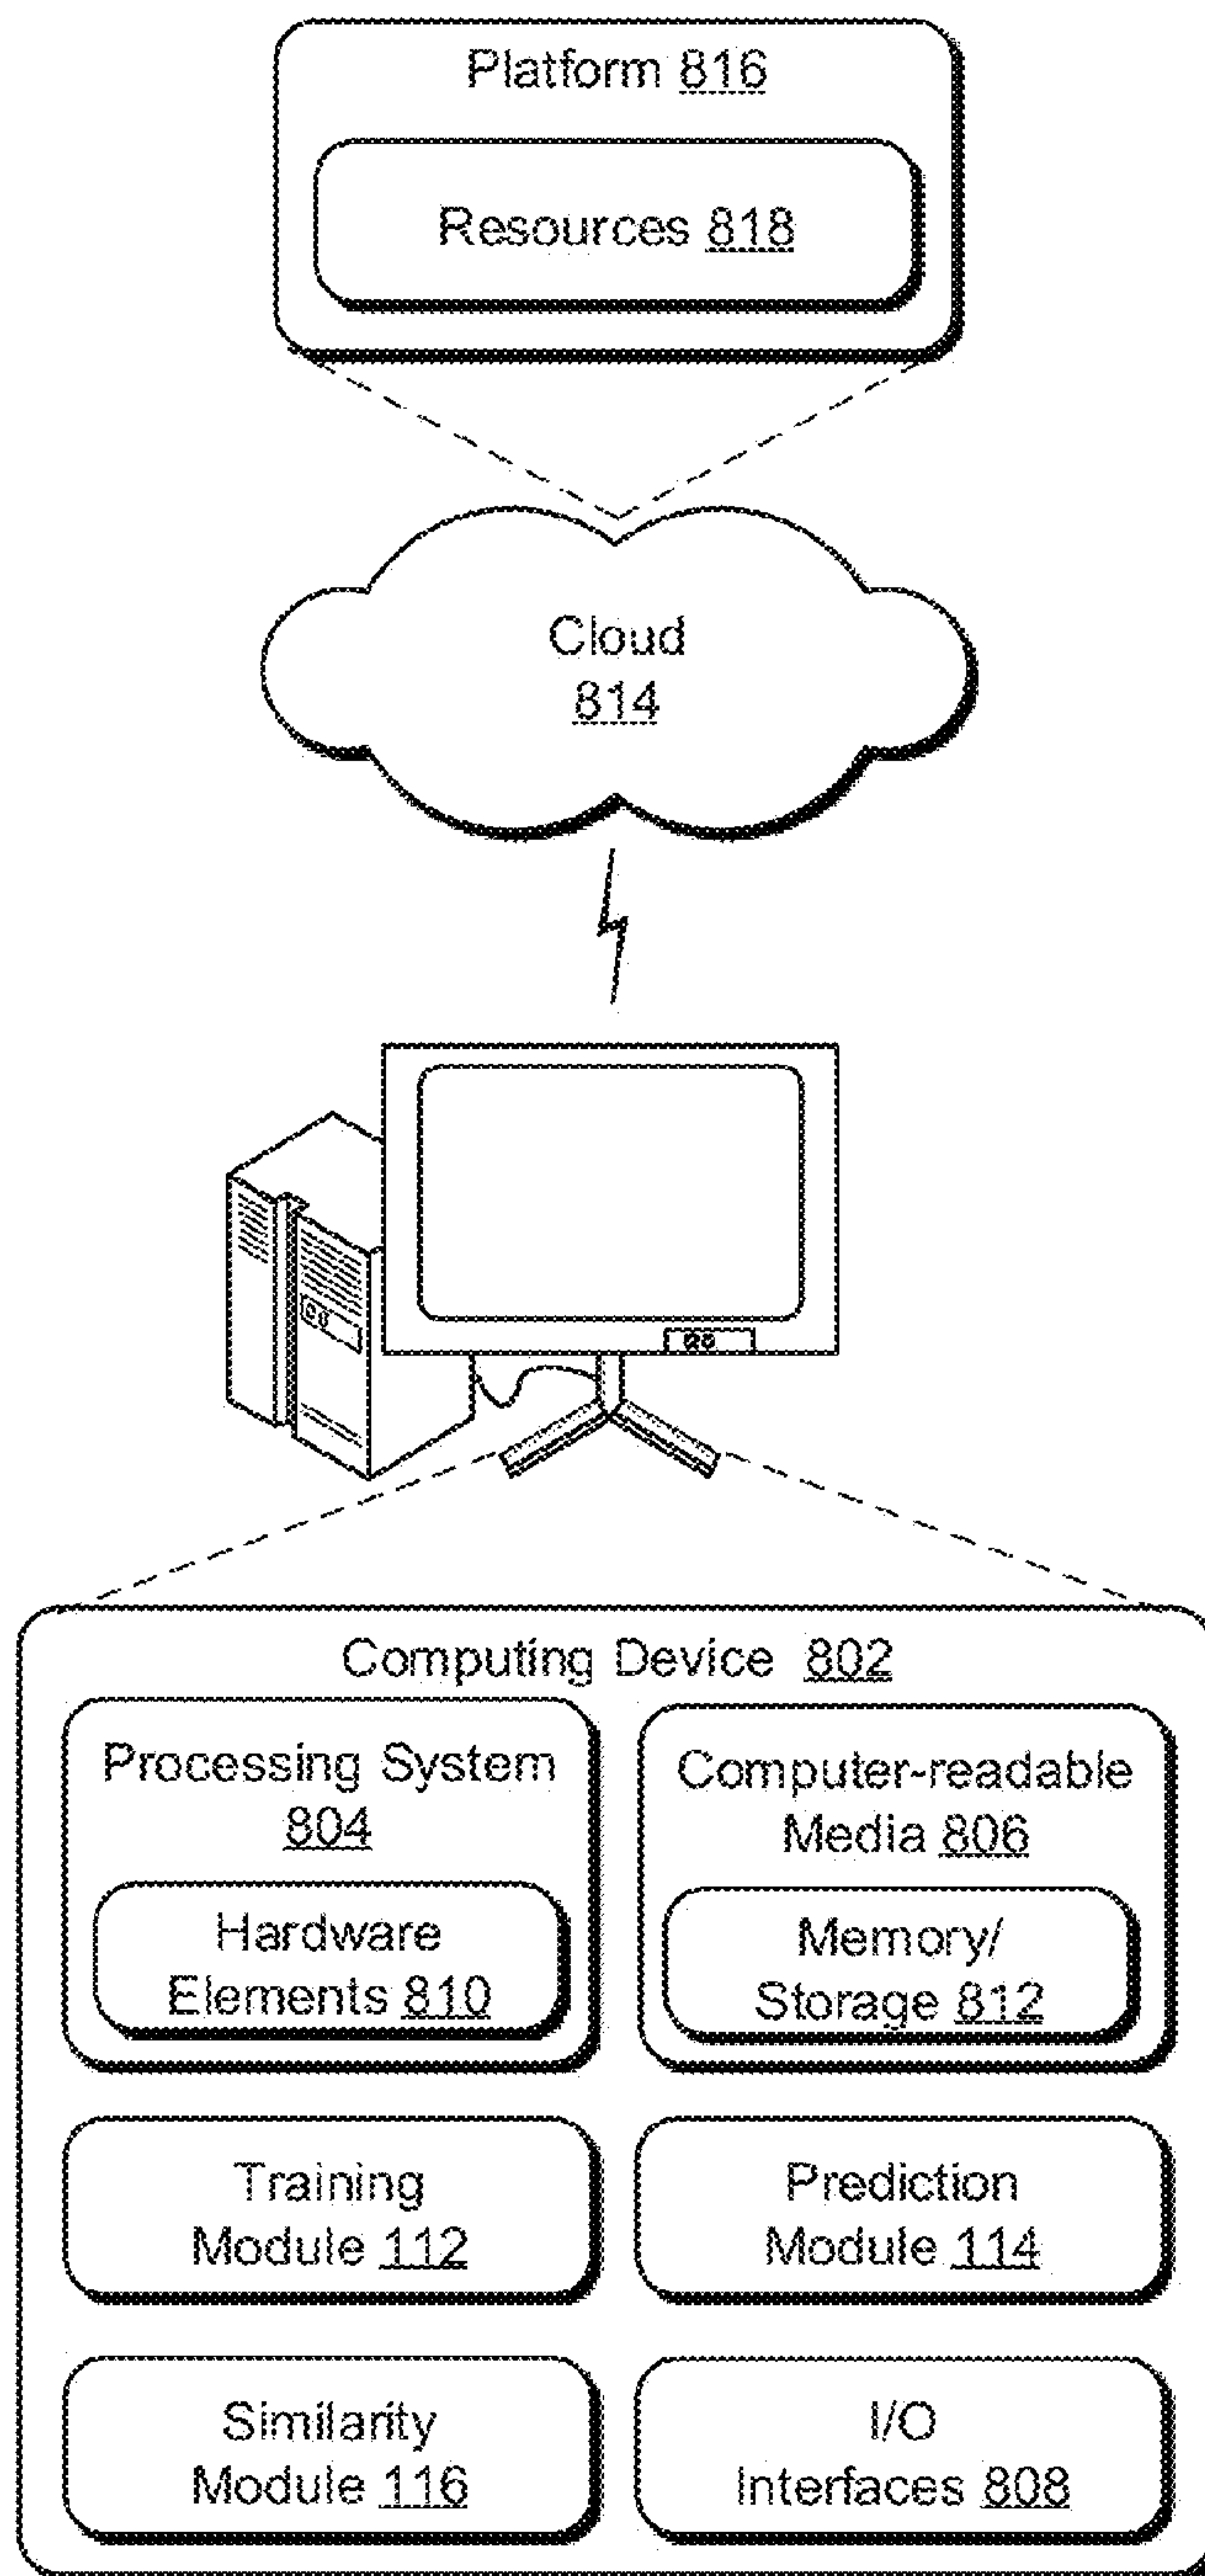 Platform 816
Resources 818
Cloud
814
Computing Device 802
Processing System
804
Hardware
Elements 810
Computer-readable
Media 806
Memory/
Storage 812
Training
Module 112
Prediction
Module 114
Similarity
Module 116
I/O
Interfaces 808